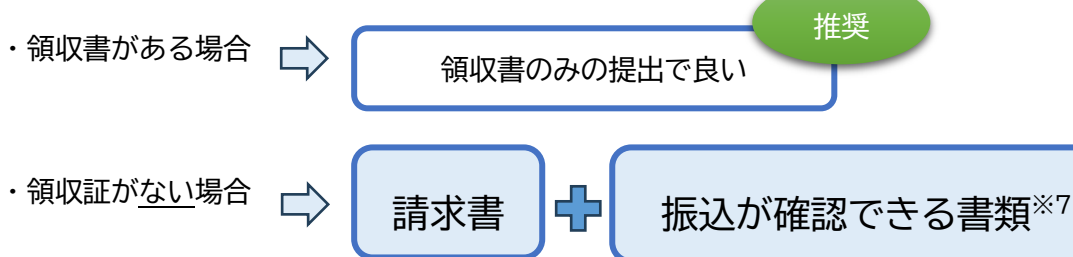 推奨
・領収書がある場合
領収書のみの提出で良い
・領収証がない場合
請求書
振込が確認できる書類※7